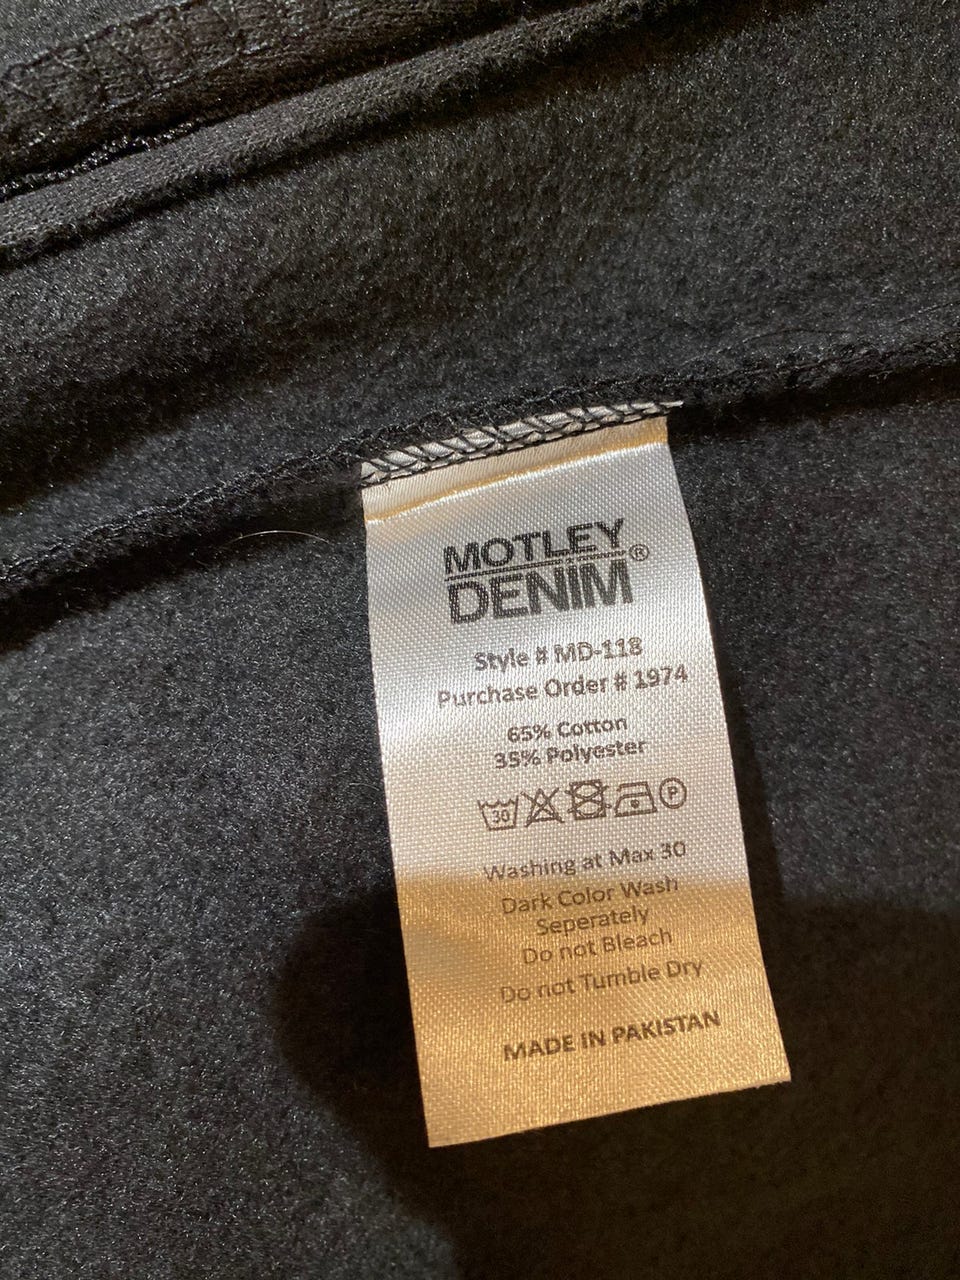 MOTLEY
DENIM®
Style # MD-118
Purchase Order # 1974
65% Cotton
35% Polyester
30 P
Washing at Max 30
Dark Color Wash
Seperately
Do not Bleach
Do not Tumble Dry
MADE IN PAKISTAN